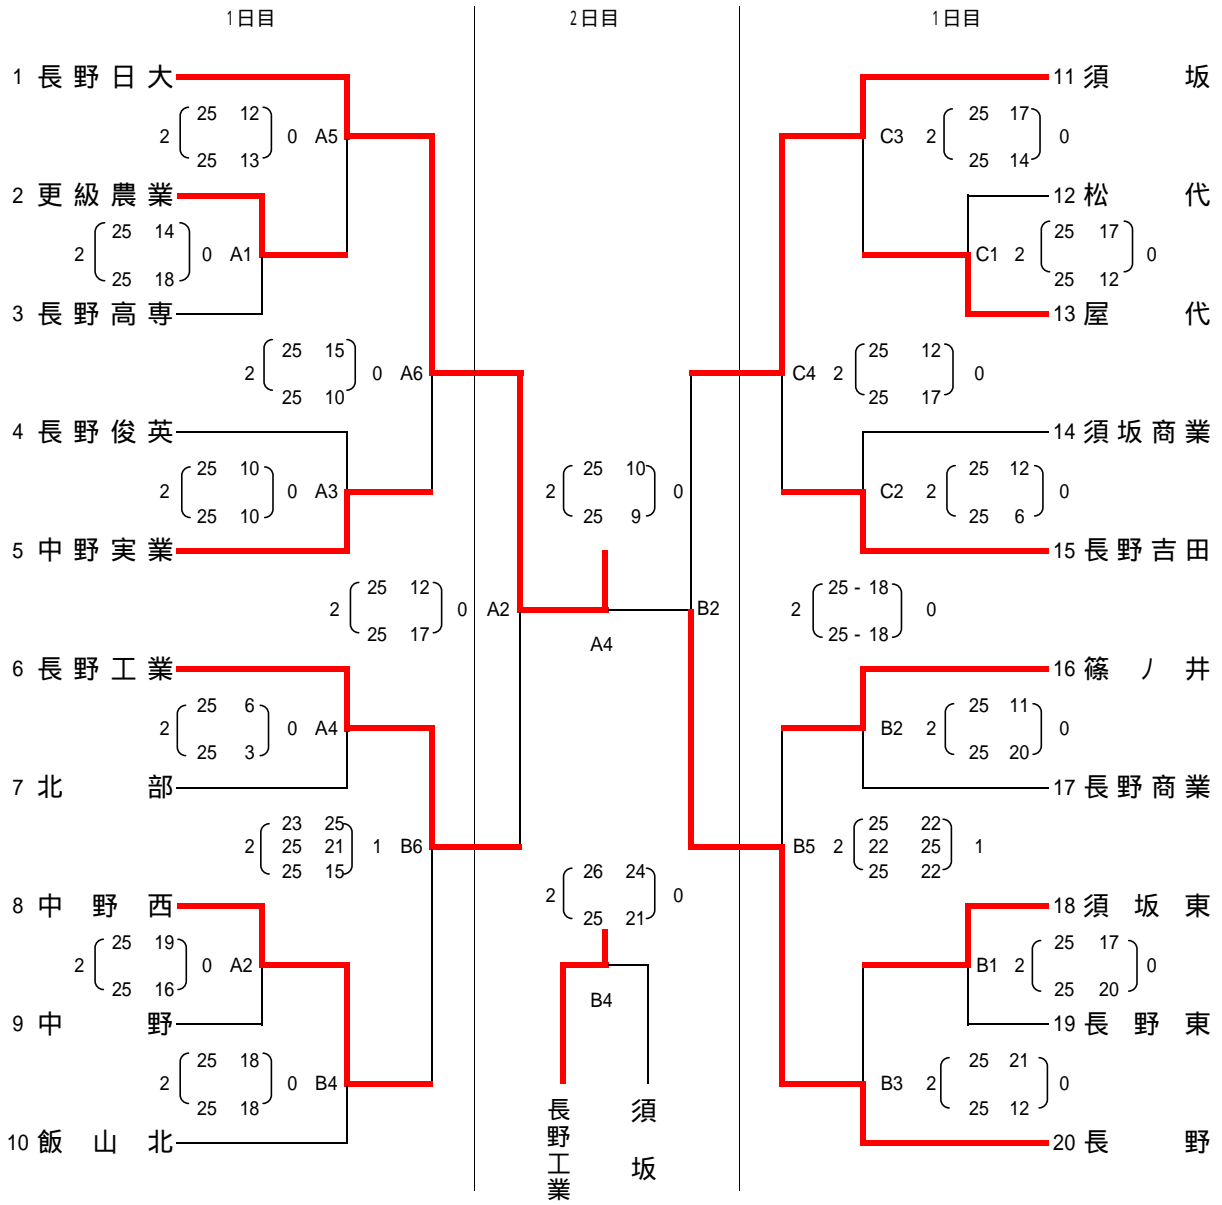 1日目 2日目 1日目
1 長野日大 11 須坂
25 12 25 17
2 0 A5 C3 2 0
25 13 25 14
2 更級農業 12 松代
25 14 25 17
2 0 A1 C1 2 0
25 18 25 12
3 長野高専 13 屋代
25 15 25 12
2 0 A6 C4 2 0
25 10 25 17
4 長野俊英 14 須坂商業
25 10 25 10 25 12
2 0 A3 2 0 C2 2 0
25 10 25 9 25 6
5 中野実業 15 長野吉田
25 12 25 - 18
2 0 A2 B2 2 0
25 17 25 - 18
A4
6 長野工業 16 篠ノ井
25 6 25 11
2 0 A4 B2 2 0
25 3 25 20
7 北部 17 長野商業
23 25 25 22
2 25 21 1 B6 B5 2 22 25 1
25 15 25 22
26 24
2 0
25 21
8 中野西 18 須坂東
25 19 25 17
2 0 A2 B1 2 0
25 16 25 20
B4
9 中野 19 長野東
25 18 25 21
2 0 B4 B3 2 0
25 18 25 12
10 飯山北 20 長野
長野工業 須坂